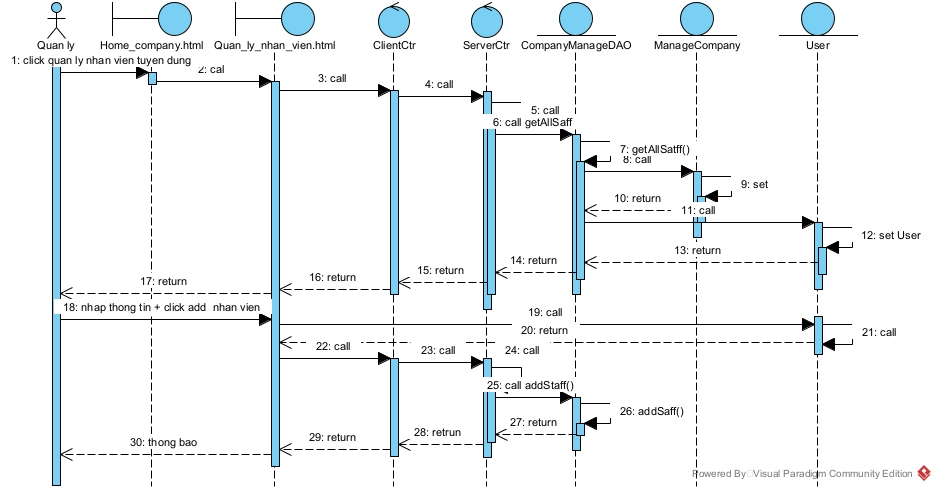 Quan ly
Home_company.html
Quan_ly_nhan_vien.html
ClientCtr
ServerCtr
CompanyManageDAO
ManageCompany
User
1: click quan ly nhan vien tuyen dung
2: call
3: call
4: call
5: call
6: call getAllSaff
7: getAllSatff()
8: call
9: set
10: return
11: call
12: set User
13: return
14: return
15: return
16: return
17: return
18: nhap thong tin + click add nhan vien
19: call
20: return
21: call
22: call
23: call
24: call
25: call addStaff()
26: addSaff()
27: return
28: retrun
29: return
30: thong bao
Powered By Visual Paradigm Community Edition